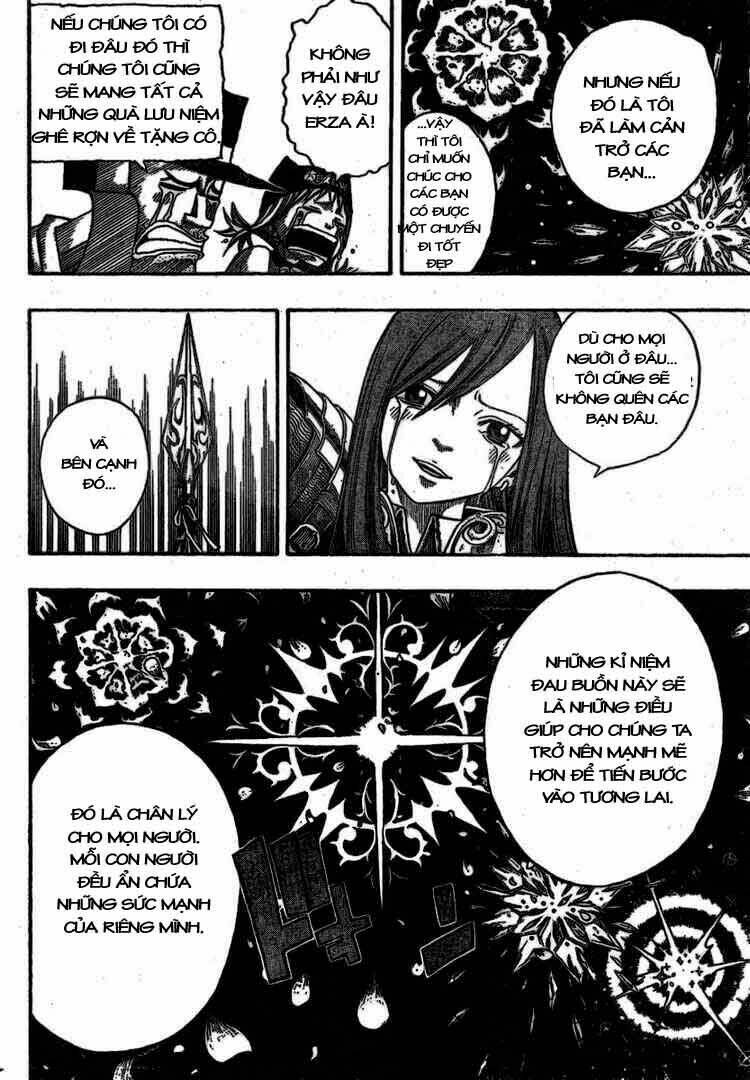 NHƯNG NẾU
ĐÓ LÀ TÔI
ĐÃ LÀM CẢN
TRỞ CÁC
BẠN...
...VẬY
THÌ TÔI
CHỈ MUỐN
CHÚC CHO
CÁC BẠN
CÓ ĐƯỢC
MỘT CHUYẾN
ĐI TỐT
ĐẸP
KHÔNG
PHẢI NHƯ
VẬY ĐÂU
ERZA À!
NẾU CHÚNG TÔI CÓ
ĐI ĐÂU ĐÓ THÌ
CHÚNG TÔI CŨNG
SẼ MANG TẤT CẢ
NHỮNG QUÀ LƯU NIỆM
GHÊ RỢN VỀ TẶNG CÔ.
DÙ CHO MỌI
NGƯỜI Ở ĐÂU...
TÔI CŨNG SẼ
KHÔNG QUÊN CÁC
BẠN ĐÂU.
VÀ
BÊN CẠNH
ĐÓ...
NHỮNG KỈ NIỆM
ĐAU BUỒN NÀY SẼ
LÀ NHỮNG ĐIỀU
GIÚP CHO CHÚNG TA
TRỞ NÊN MẠNH MẼ
HƠN ĐỂ TIẾN BƯỚC
VÀO TƯƠNG LAI.
ĐÓ LÀ CHÂN LÝ
CHO MỌI NGƯỜI.
MỖI CON NGƯỜI
ĐỀU ẨN CHỨA
NHỮNG SỨC MẠNH
CỦA RIÊNG MÌNH.
ドォン